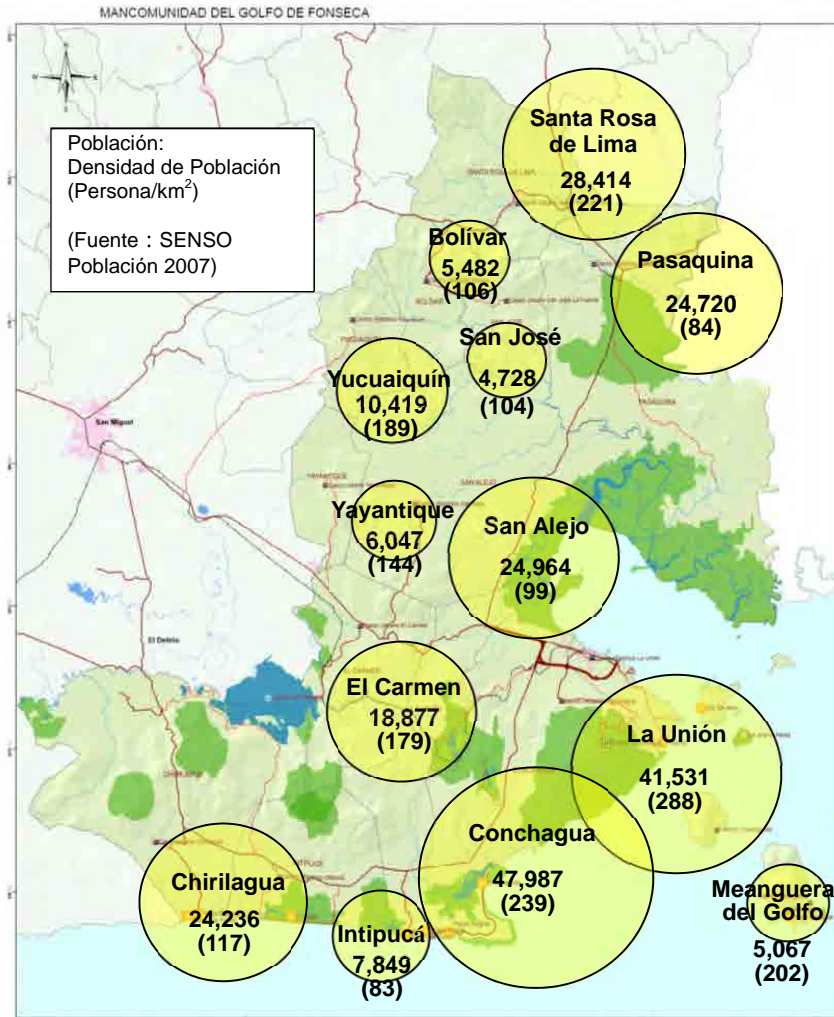 MANCOMUNIDAD DEL GOLFO DE FONSECA
Población:
Densidad de Población
(Persona/km²)
(Fuente : SENSO
Población 2007)
Santa Rosa
de Lima
28,414
(221)
Bolívar
5,482
(106)
Pasaquina
24,720
(84)
San José
4,728
(104)
Yucuaiquín
10,419
(189)
San Miguel
Yayantique
6,047
(144)
San Alejo
24,964
(99)
El Delirio
El Carmen
18,877
(179)
La Unión
41,531
(288)
Conchagua
47,987
(239)
Chirilagua
24,236
(117)
Intipucá
7,849
(83)
Meanguera
del Golfo
5,067
(202)